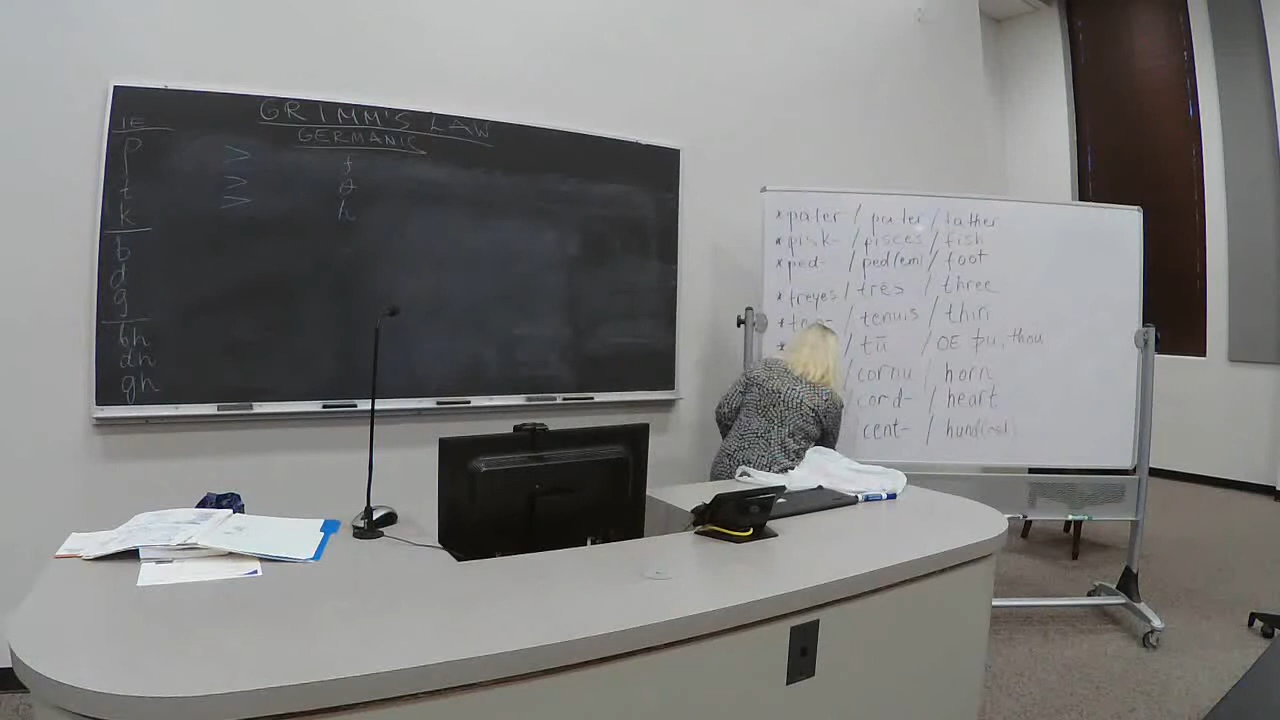 GRIMM'S LAW
IE GERMANIC
p > f
t > θ
k > h
b
d
g
bh
dh
gh
*pater / pater / father
*pisk- / pisces / fish
*ped- / ped(em) / foot
*treyes / trēs / three
/ tenuis / thin
* / tū / OE þu, thou
/ cornu / horn
/ cord- / heart
cent- / hund(red)